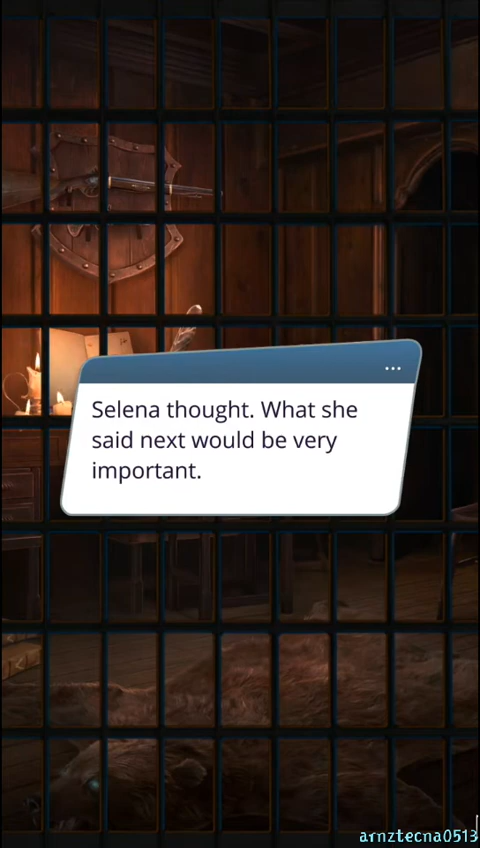 ...
Selena thought. What she
said next would be very
important.
arnztecna0513